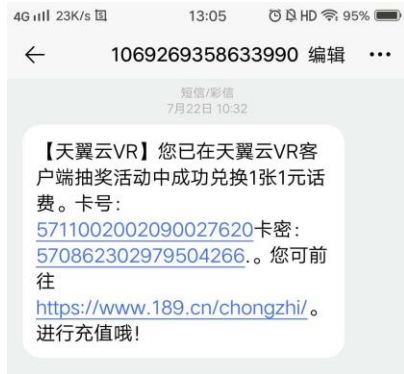 4G 23K/s 13:05 HD 95%
1069269358633990 编辑
短信/彩信
7月22日 10:32
【天翼云VR】您已在天翼云VR客
户端抽奖活动中成功兑换1张1元话
费。卡号:
5711002002090027620卡密:
570862302979504266.。您可前
往
https://www.189.cn/chongzhi/。
进行充值哦!